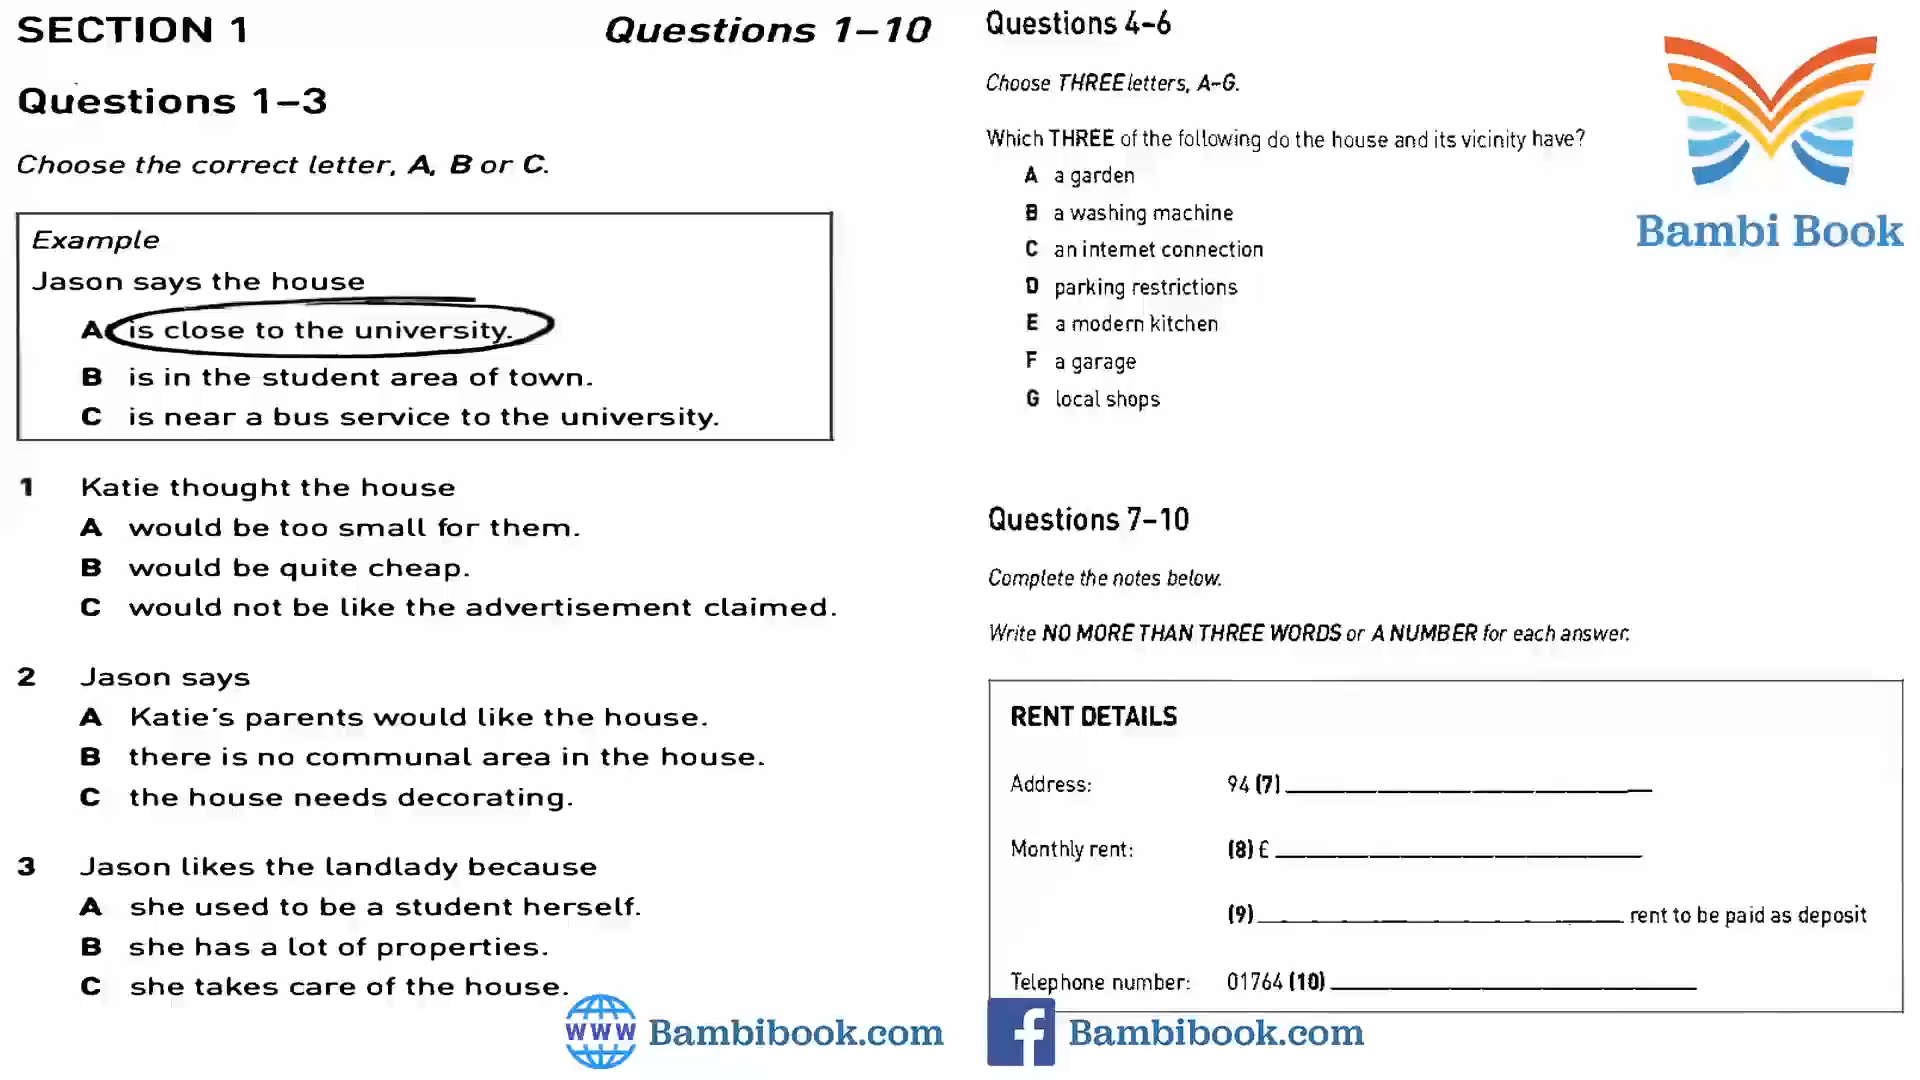 SECTION 1 Questions 1–10
Questions 1–3
Choose the correct letter, A, B or C.
Example
Jason says the house
A is close to the university.
B is in the student area of town.
C is near a bus service to the university.
1 Katie thought the house
A would be too small for them.
B would be quite cheap.
C would not be like the advertisement claimed.
2 Jason says
A Katie's parents would like the house.
B there is no communal area in the house.
C the house needs decorating.
3 Jason likes the landlady because
A she used to be a student herself.
B she has a lot of properties.
C she takes care of the house.
Questions 4–6
Choose THREE letters, A–G.
Which THREE of the following do the house and its vicinity have?
A a garden
B a washing machine
C an internet connection
D parking restrictions
E a modern kitchen
F a garage
G local shops
Questions 7–10
Complete the notes below.
Write NO MORE THAN THREE WORDS or A NUMBER for each answer.
RENT DETAILS
Address: 94 (7)
Monthly rent: (8) £
(9) rent to be paid as deposit
Telephone number: 01764 (10)
Bambi Book
www Bambibook.com
f Bambibook.com